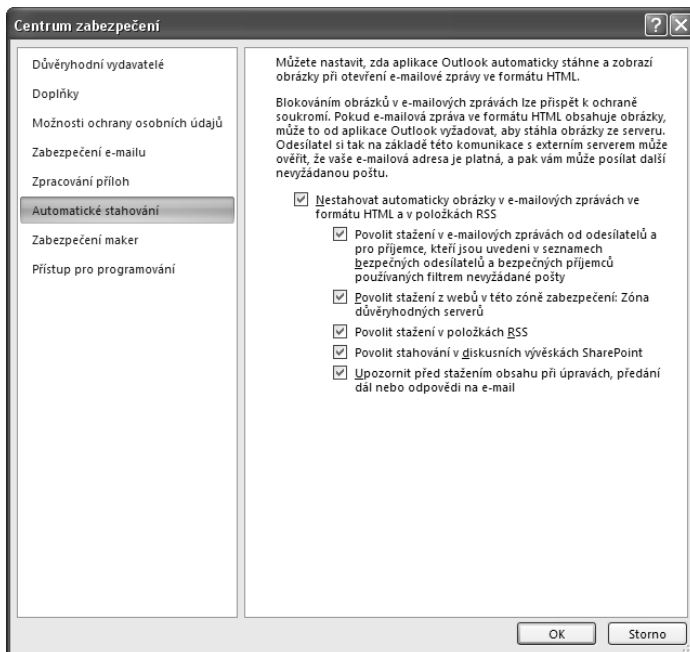 Centrum zabezpečení
Důvěryhodní vydavatelé
Doplňky
Možnosti ochrany osobních údajů
Zabezpečení e-mailu
Zpracování příloh
Automatické stahování
Zabezpečení maker
Přístup pro programování
Můžete nastavit, zda aplikace Outlook automaticky stáhne a zobrazí
obrázky při otevření e-mailové zprávy ve formátu HTML.
Blokováním obrázků v e-mailových zprávách lze přispět k ochraně
soukromí. Pokud e-mailová zpráva ve formátu HTML obsahuje obrázky,
může to od aplikace Outlook vyžadovat, aby stáhla obrázky ze serveru.
Odesílatel si tak na základě této komunikace s externím serverem může
ověřit, že vaše e-mailová adresa je platná, a pak vám může posílat další
nevyžádanou poštu.
Nestahovat automaticky obrázky v e-mailových zprávách ve
formátu HTML a v položkách RSS
Povolit stažení v e-mailových zprávách od odesílatelů a
pro příjemce, kteří jsou uvedeni v seznamech
bezpečných odesílatelů a bezpečných příjemců
používaných filtrem nevyžádané pošty
Povolit stažení z webů v této zóně zabezpečení: Zóna
důvěryhodných serverů
Povolit stažení v položkách RSS
Povolit stahování v diskusních vývěskách SharePoint
Upozornit před stažením obsahu při úpravách, předání
dál nebo odpovědi na e-mail
OK
Storno